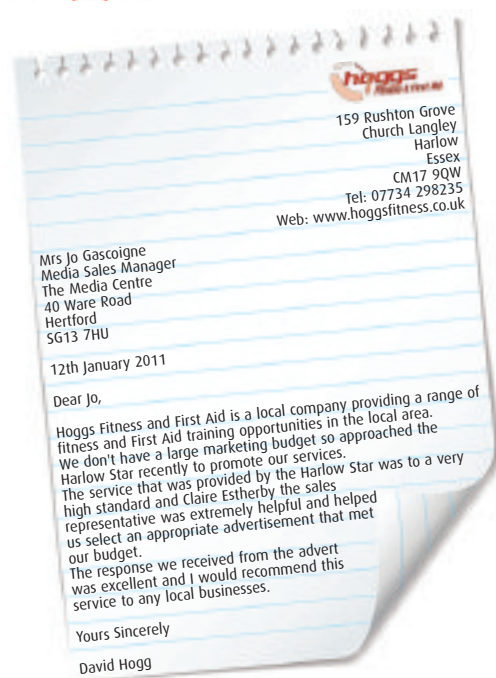 hoggs
159 Rushton Grove
Church Langley
Harlow
Essex
CM17 9QW
Tel: 07734 298235
Web: www.hoggsfitness.co.uk
Mrs Jo Gascoigne
Media Sales Manager
The Media Centre
40 Ware Road
Hertford
SG13 7HU
12th January 2011
Dear Jo,
Hoggs Fitness and First Aid is a local company providing a range of
fitness and First Aid training opportunities in the local area.
We don't have a large marketing budget so approached the
Harlow Star recently to promote our services.
The service that was provided by the Harlow Star was to a very
high standard and Claire Estherby the sales
representative was extremely helpful and helped
us select an appropriate advertisement that met
our budget.
The response we received from the advert
was excellent and I would recommend this
service to any local businesses.
Yours Sincerely
David Hogg